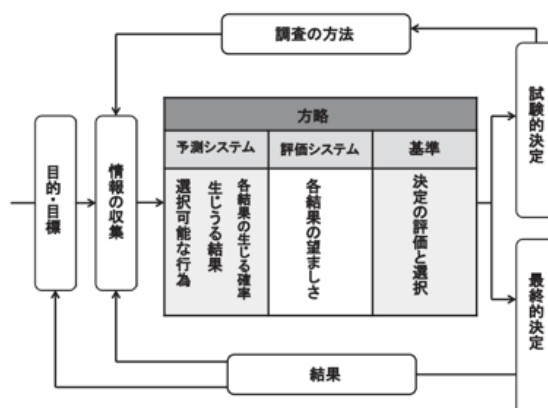 調査の方法
試験的決定
方略
予測システム
評価システム
基準
目的・目標
情報の収集
選択可能な行為
生じうる結果
各結果の生じる確率
各結果の望ましさ
決定の評価と選択
最終的決定
結果